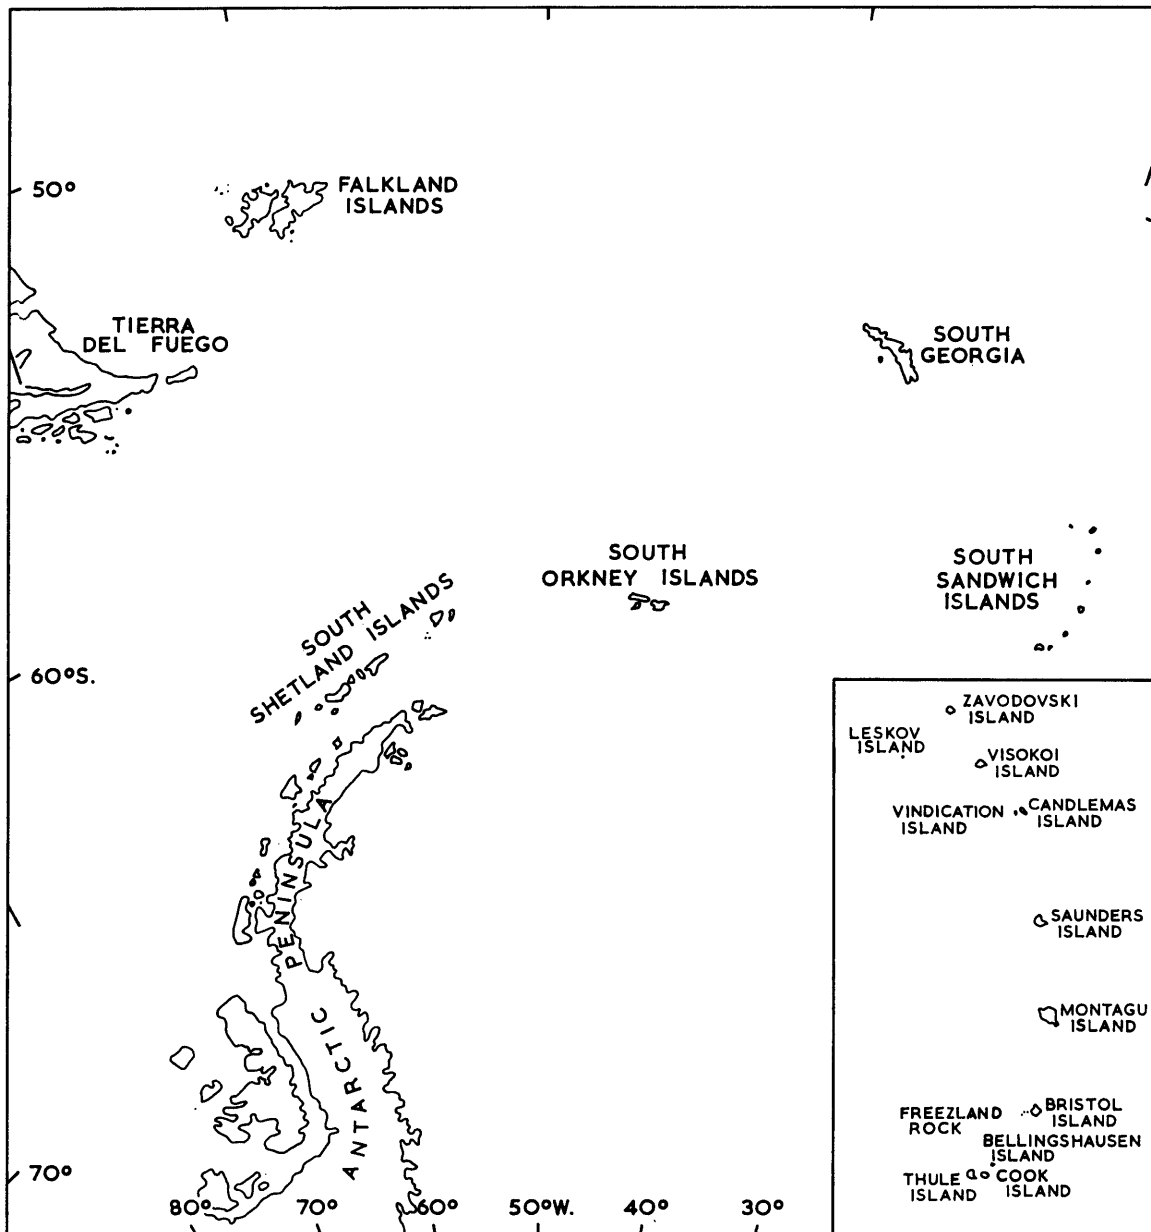 50°
FALKLAND
ISLANDS
TIERRA
DEL FUEGO
SOUTH
GEORGIA
SOUTH
ORKNEY ISLANDS
SOUTH
SANDWICH
ISLANDS
SOUTH
SHETLAND ISLANDS
60°S.
ZAVODOVSKI
ISLAND
LESKOV
ISLAND
VISOKOI
ISLAND
VINDICATION
ISLAND
CANDLEMAS
ISLAND
SAUNDERS
ISLAND
MONTAGU
ISLAND
FREEZLAND
ROCK
BRISTOL
ISLAND
BELLINGSHAUSEN
ISLAND
THULE
ISLAND
COOK
ISLAND
ANTARCTIC
PENINSULA
70°
80° 70° 60° 50°W. 40° 30°